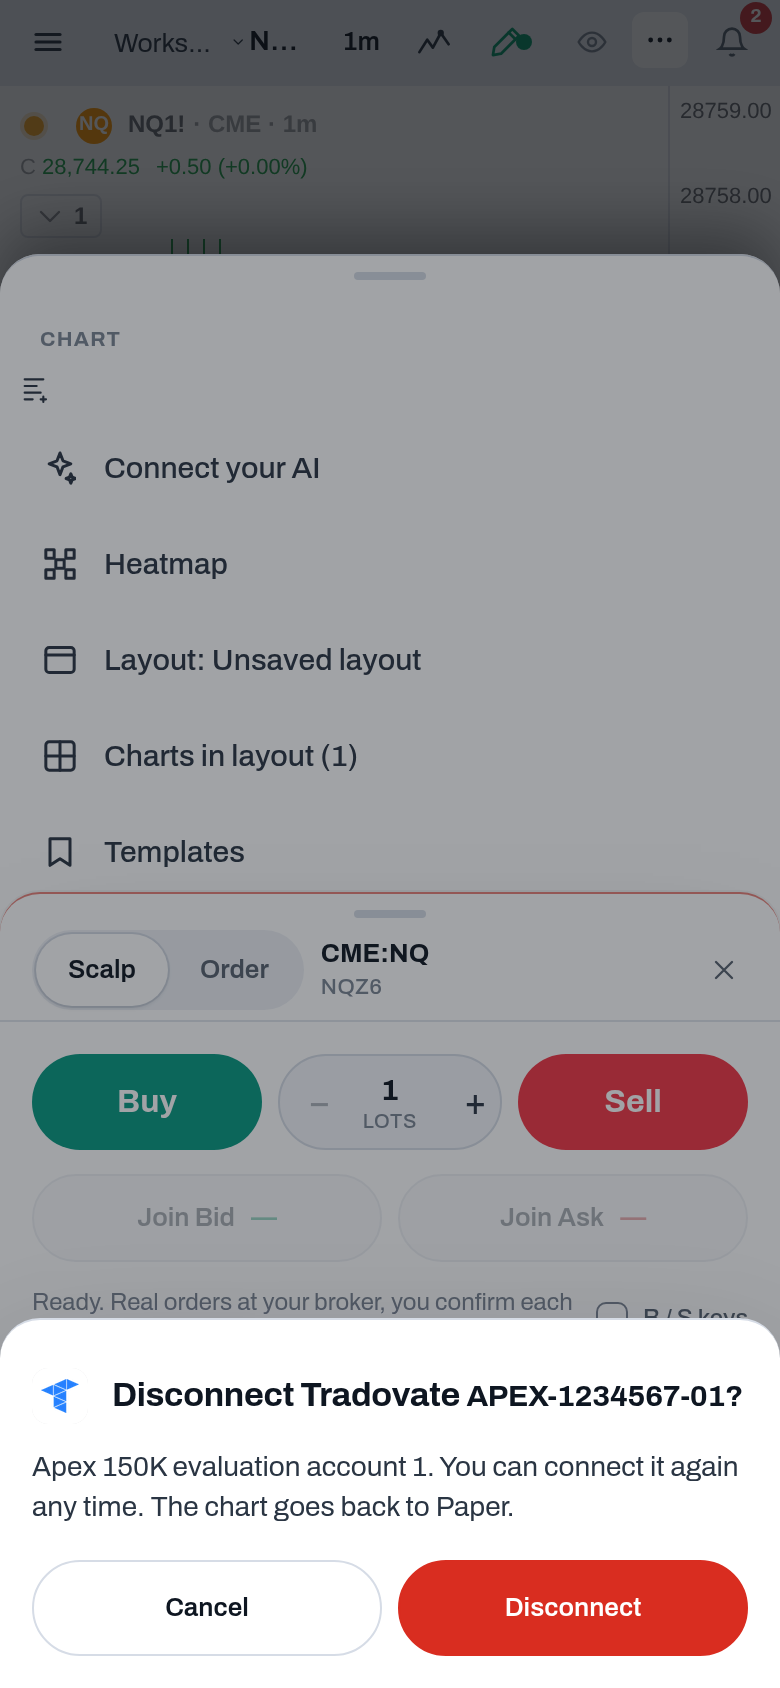 Works... N... 1m 2
NQ NQ1! · CME · 1m
28759.00
C 28,744.25 +0.50 (+0.00%)
28758.00
1
CHART
Connect your AI
Heatmap
Layout: Unsaved layout
Charts in layout (1)
Templates
Scalp Order CME:NQ
NQZ6
Buy − 1 + Sell
LOTS
Join Bid — Join Ask —
Ready. Real orders at your broker, you confirm each
B / S keys
Disconnect Tradovate APEX-1234567-01?
Apex 150K evaluation account 1. You can connect it again
any time. The chart goes back to Paper.
Cancel Disconnect